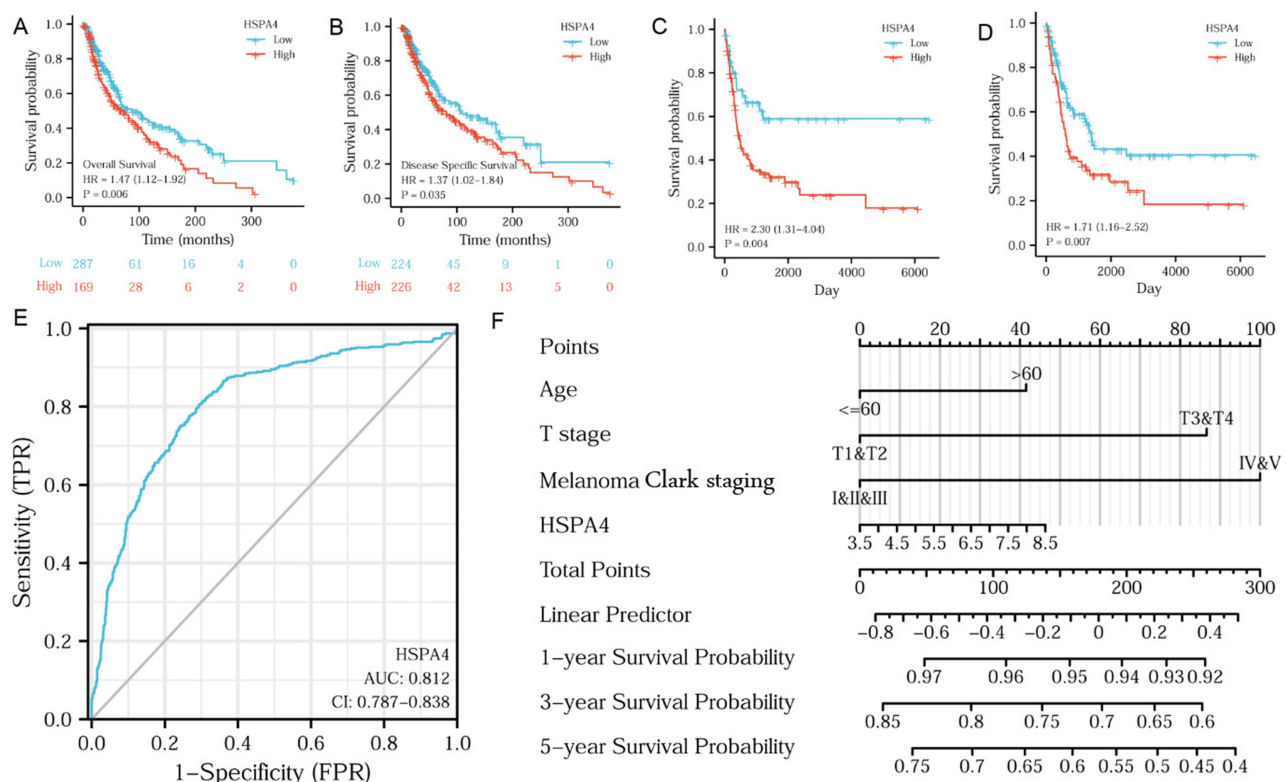 A
HSPA4
Low
High
Survival probability
1.0
0.8
0.6
0.4
0.2
0.0
Overall Survival
HR = 1.47 (1.12–1.92)
P = 0.006
0 100 200 300
Time (months)
Low 287 61 16 4 0
High 169 28 6 2 0
B
HSPA4
Low
High
Survival probability
1.0
0.8
0.6
0.4
0.2
0.0
Disease Specific Survival
HR = 1.37 (1.02–1.84)
P = 0.035
0 100 200 300
Time (months)
Low 224 45 9 1 0
High 226 42 13 5 0
C
HSPA4
Low
High
Survival probability
1.0
0.8
0.6
0.4
0.2
0.0
HR = 2.30 (1.31–4.04)
P = 0.004
0 2000 4000 6000
Day
D
HSPA4
Low
High
Survival probability
1.0
0.8
0.6
0.4
0.2
0.0
HR = 1.71 (1.16–2.52)
P = 0.007
0 2000 4000 6000
Day
E
Sensitivity (TPR)
1.0
0.8
0.6
0.4
0.2
0.0
HSPA4
AUC: 0.812
CI: 0.787–0.838
0.0 0.2 0.4 0.6 0.8 1.0
1–Specificity (FPR)
F
0 20 40 60 80 100
Points
>60
Age
<=60
T3&T4
T stage
T1&T2
IV&V
Melanoma Clark staging
I&II&III
HSPA4
3.5 4.5 5.5 6.5 7.5 8.5
Total Points
0 100 200 300
Linear Predictor
−0.8 −0.6 −0.4 −0.2 0 0.2 0.4
1–year Survival Probability
0.97 0.96 0.95 0.94 0.93 0.92
3–year Survival Probability
0.85 0.8 0.75 0.7 0.65 0.6
5–year Survival Probability
0.75 0.7 0.65 0.6 0.55 0.5 0.45 0.4